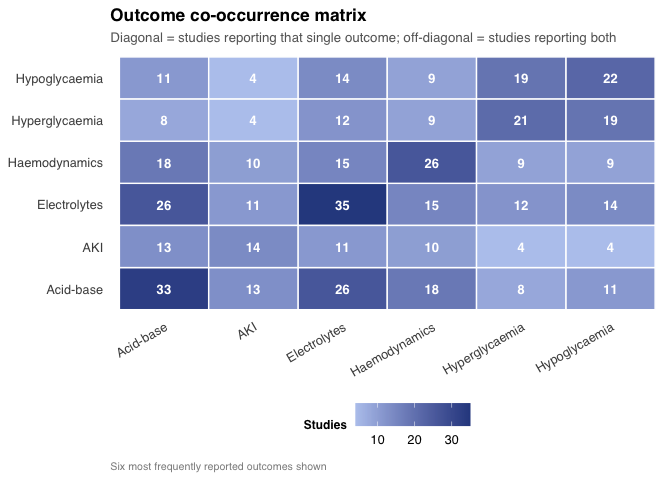 Outcome co-occurrence matrix
Diagonal = studies reporting that single outcome; off-diagonal = studies reporting both
Hypoglycaemia 11 4 14 9 19 22
Hyperglycaemia 8 4 12 9 21 19
Haemodynamics 18 10 15 26 9 9
Electrolytes 26 11 35 15 12 14
AKI 13 14 11 10 4 4
Acid-base 33 13 26 18 8 11
Acid-base AKI Electrolytes Haemodynamics Hyperglycaemia Hypoglycaemia
Studies
10 20 30
Six most frequently reported outcomes shown